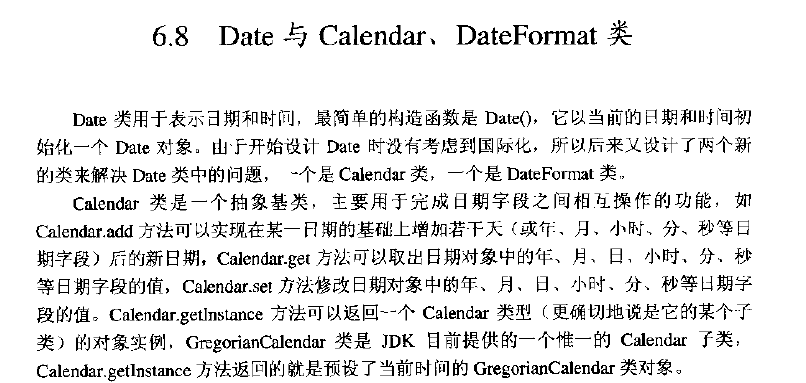 6.8 Date 与 Calendar、DateFormat 类
Date 类用于表示日期和时间，最简单的构造函数是 Date()，它以当前的日期和时间初
始化一个 Date 对象。由于开始设计 Date 时没有考虑到国际化，所以后来又设计了两个新
的类来解决 Date 类中的问题，一个是 Calendar 类，一个是 DateFormat 类。
Calendar 类是一个抽象基类，主要用于完成日期字段之间相互操作的功能，如
Calendar.add 方法可以实现在某一日期的基础上增加若干天（或年、月、小时、分、秒等日
期字段）后的新日期，Calendar.get 方法可以取出日期对象中的年、月、日、小时、分、秒
等日期字段的值，Calendar.set 方法修改日期对象中的年、月、日、小时、分、秒等日期字
段的值。Calendar.getInstance 方法可以返回一个 Calendar 类型（更确切地说是它的某个子
类）的对象实例，GregorianCalendar 类是 JDK 目前提供的一个惟一的 Calendar 子类，
Calendar.getInstance 方法返回的就是预设了当前时间的 GregorianCalendar 类对象。